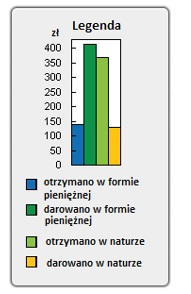 Legenda
zł
400
350
300
250
200
150
100
50
0
otrzymano w formie
pieniężnej
darowano w formie
pieniężnej
otrzymano w naturze
darowano w naturze